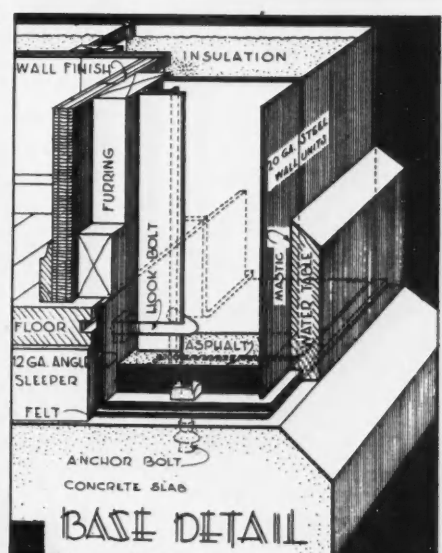 INSULATION
WALL FINISH
20 GA. STEEL
WALL UNITS
FURRING
HOOK BOLT
MASTIC
WATER TABLE
FLOOR
ASPHALT
12 GA. ANGLE
SLEEPER
FELT
ANCHOR BOLT
CONCRETE SLAB
BASE DETAIL